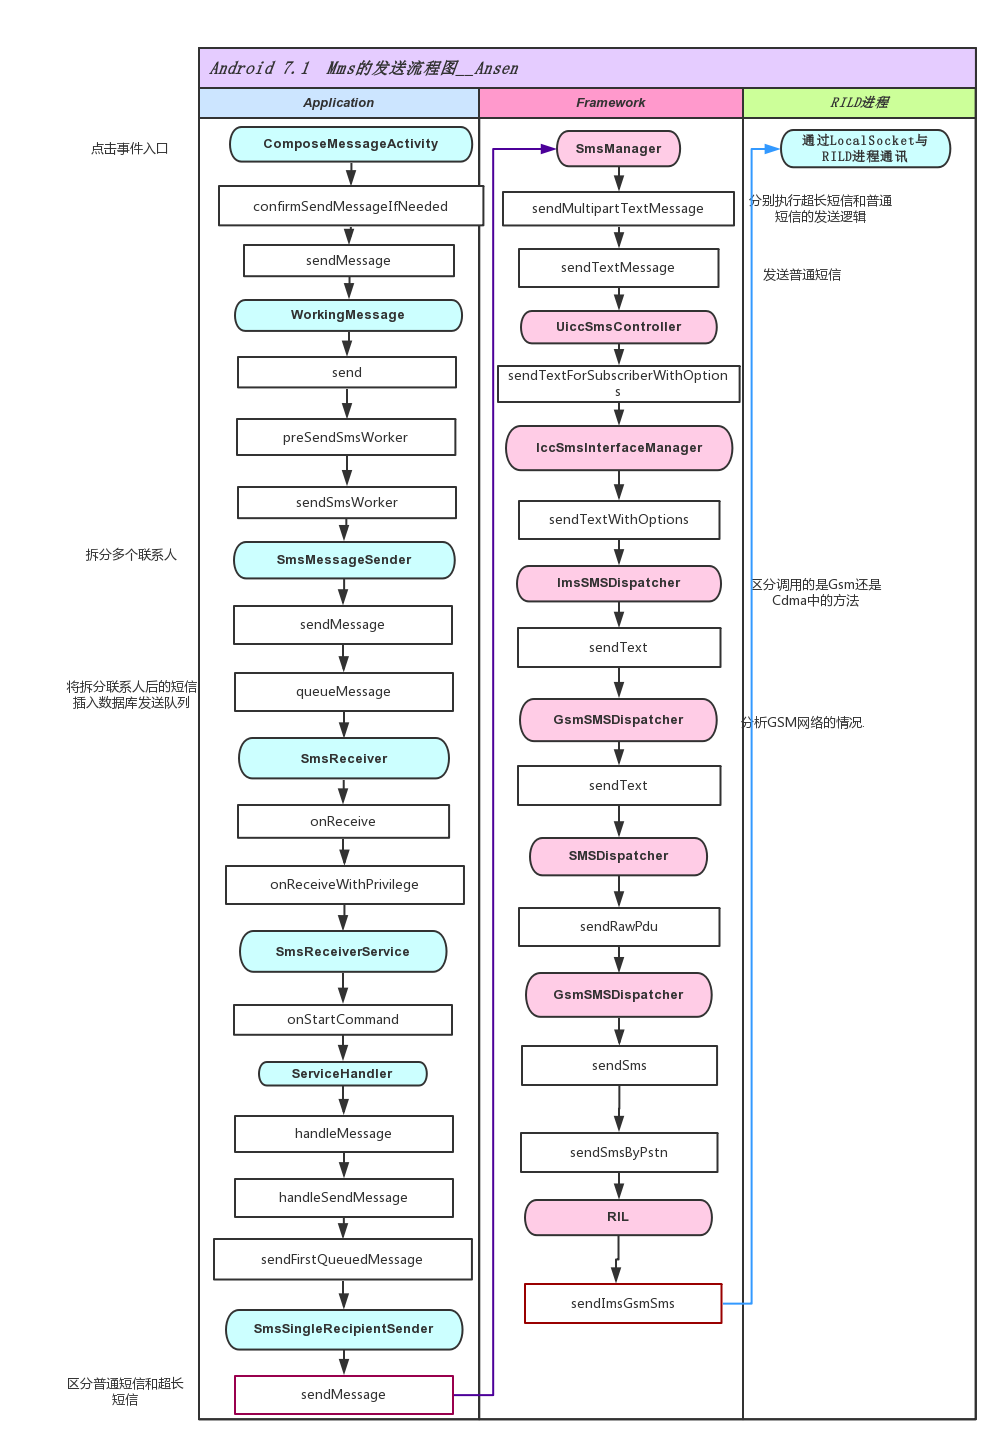 Android 7.1 Mms的发送流程图__Ansen
Application
Framework
RILD进程
点击事件入口
ComposeMessageActivity
confirmSendMessageIfNeeded
sendMessage
WorkingMessage
send
preSendSmsWorker
sendSmsWorker
拆分多个联系人
SmsMessageSender
sendMessage
将拆分联系人后的短信
插入数据库发送队列
queueMessage
SmsReceiver
onReceive
onReceiveWithPrivilege
SmsReceiverService
onStartCommand
ServiceHandler
handleMessage
handleSendMessage
sendFirstQueuedMessage
SmsSingleRecipientSender
区分普通短信和超长
短信
sendMessage
SmsManager
sendMultipartTextMessage
sendTextMessage
UiccSmsController
sendTextForSubscriberWithOption
s
IccSmsInterfaceManager
sendTextWithOptions
ImsSMSDispatcher
sendText
GsmSMSDispatcher
sendText
SMSDispatcher
sendRawPdu
GsmSMSDispatcher
sendSms
sendSmsByPstn
RIL
sendImsGsmSms
通过LocalSocket与
RILD进程通讯
分别执行超长短信和普通
短信的发送逻辑
发送普通短信
区分调用的是Gsm还是
Cdma中的方法
分析GSM网络的情况.